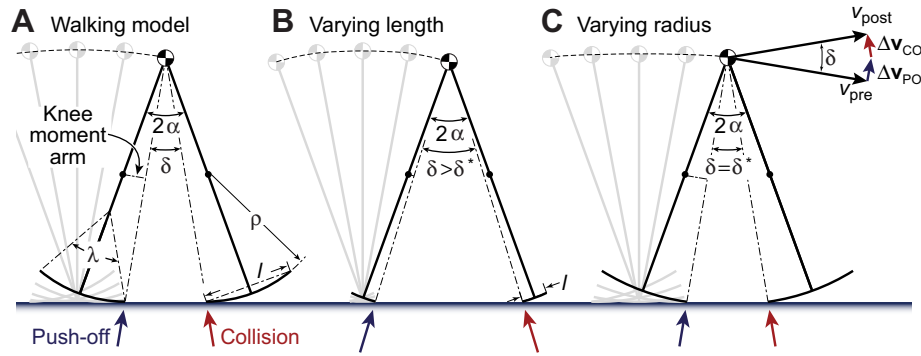 A Walking model
B Varying length
C Varying radius
v_post
Δv_CO
δ
Δv_PO
v_pre
Knee
moment
arm
2α
δ
ρ
λ
l
2α
δ>δ*
l
2α
δ=δ*
Push-off
Collision